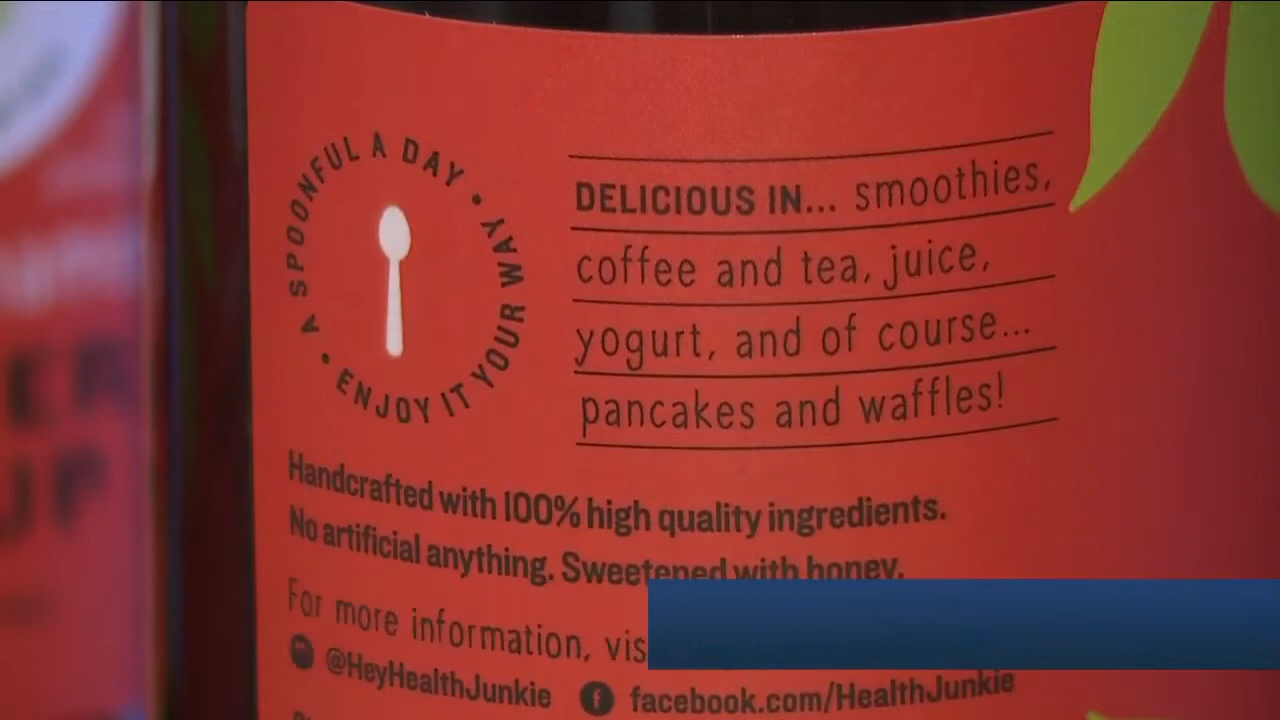 A SPOONFUL A DAY • ENJOY IT YOUR WAY •
DELICIOUS IN... smoothies,
coffee and tea, juice,
yogurt, and of course...
pancakes and waffles!
Handcrafted with 100% high quality ingredients.
No artificial anything. Sweetened with honey.
For more information, vis
@HeyHealthJunkie facebook.com/HealthJunkie